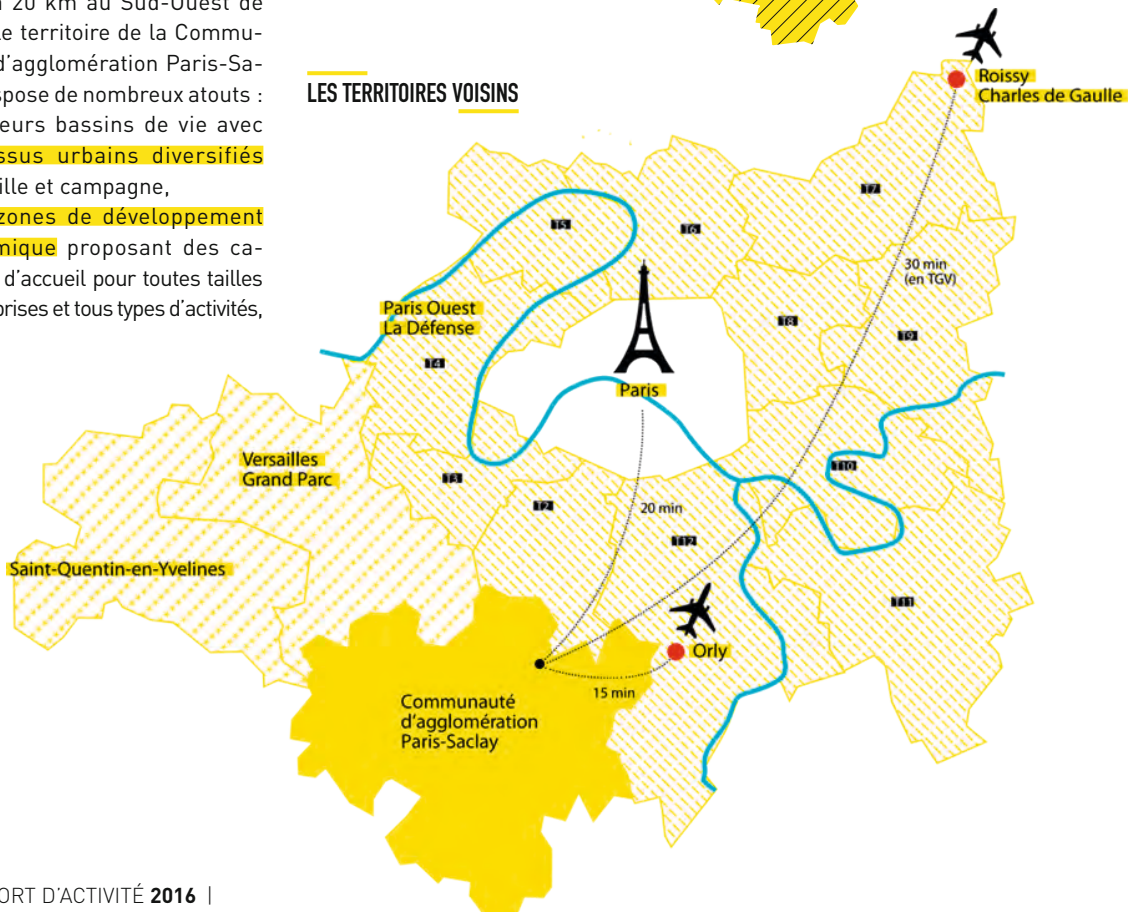 20 km au Sud-Ouest de
le territoire de la Commu-
d'agglomération Paris-Sa-
spose de nombreux atouts :
eurs bassins de vie avec
ssus urbains diversifiés
ille et campagne,
zones de développement
mique proposant des ca-
d'accueil pour toutes tailles
prises et tous types d'activités,
LES TERRITOIRES VOISINS
Roissy
Charles de Gaulle
T7
T5
T6
30 min
(en TGV)
Paris Ouest
La Défense
T8
T9
T4
Paris
Versailles
Grand Parc
T3
T10
T2
20 min
T12
Saint-Quentin-en-Yvelines
T11
Orly
15 min
Communauté
d'agglomération
Paris-Saclay
ORT D'ACTIVITÉ 2016 |